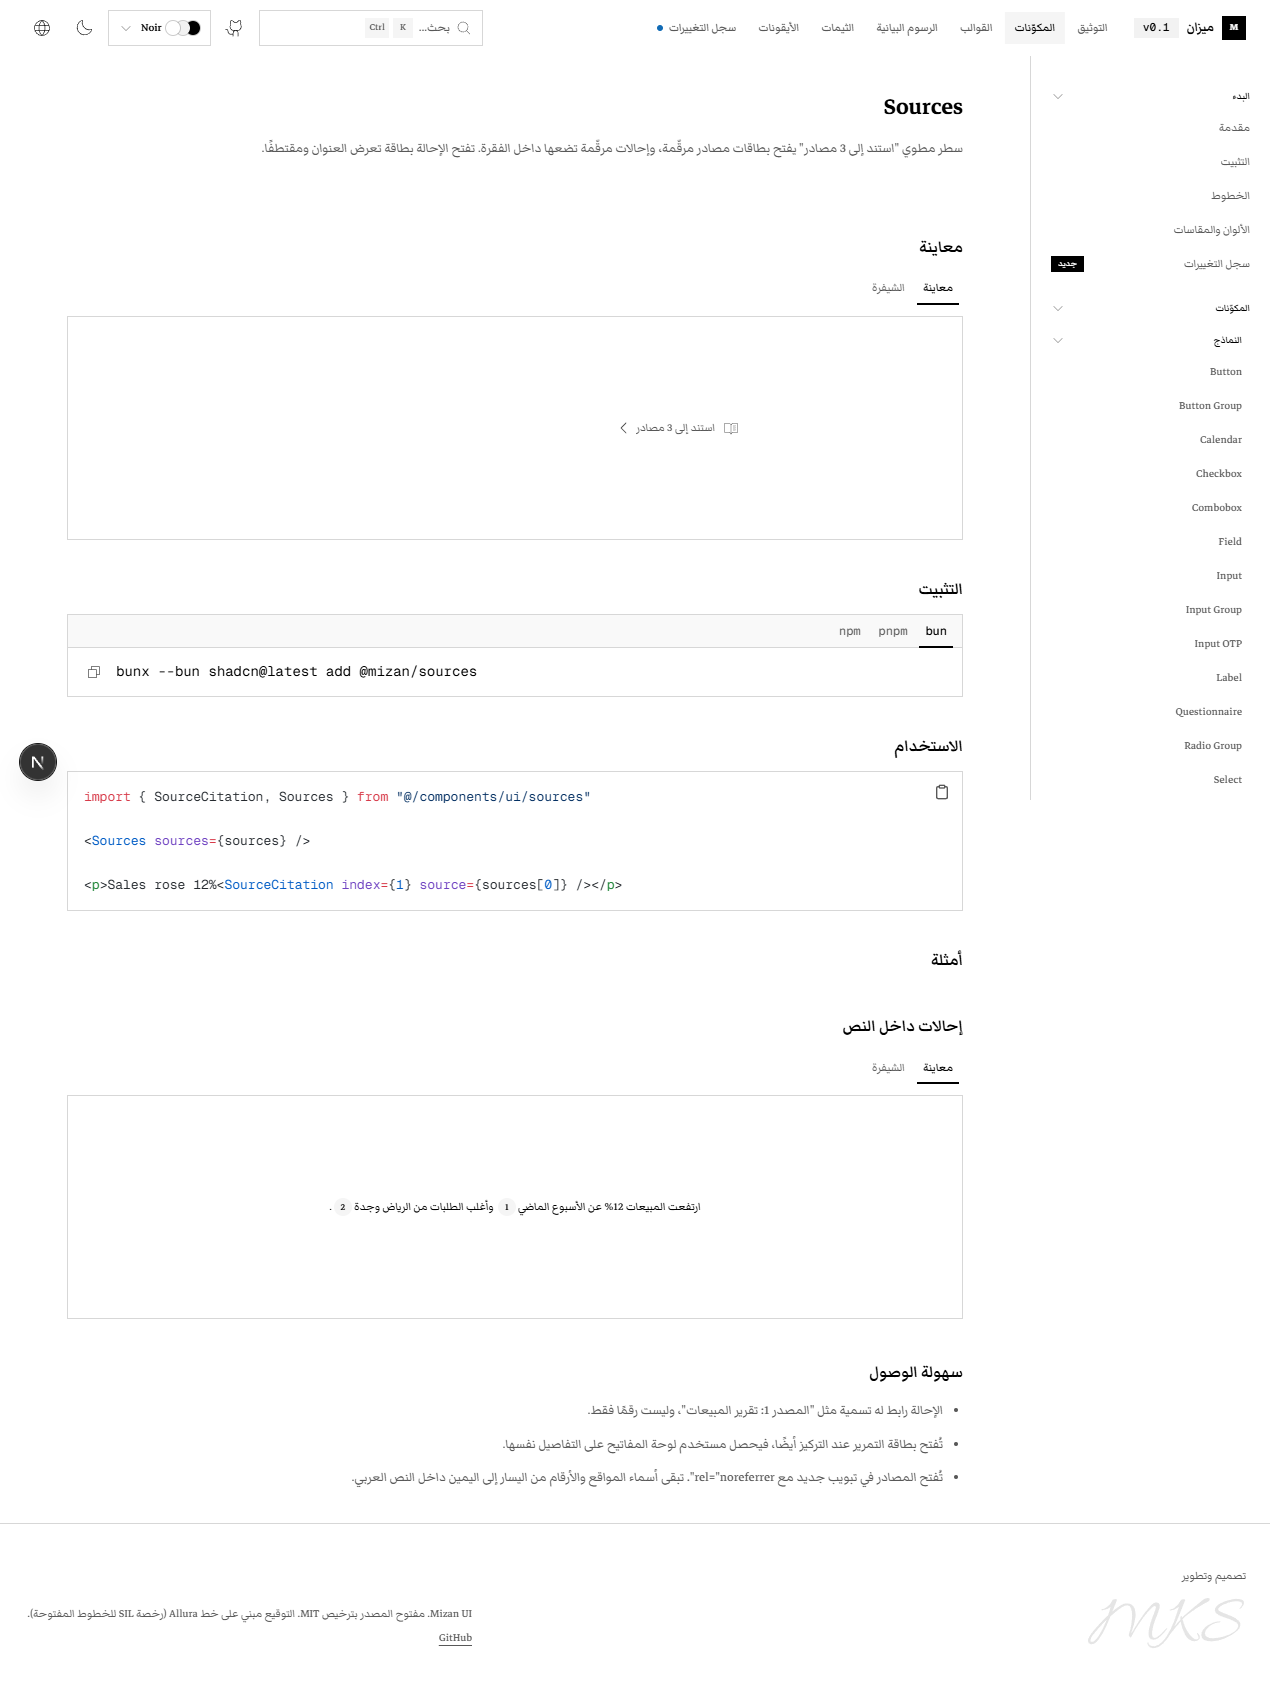 M ميزان v0.1 التوثيق المكوّنات القوالب الرسوم البيانية الثيمات الأيقونات سجل التغييرات بحث... K Ctrl Noir
البدء
مقدمة
التثبيت
الخطوط
الألوان والمقاسات
سجل التغييرات جديد
المكوّنات
النماذج
Button
Button Group
Calendar
Checkbox
Combobox
Field
Input
Input Group
Input OTP
Label
Questionnaire
Radio Group
Select
Sources
سطر مطوي "استند إلى 3 مصادر" يفتح بطاقات مصادر مرقّمة، وإحالات مرقّمة تضعها داخل الفقرة. تفتح الإحالة بطاقة تعرض العنوان ومقتطفًا.
معاينة
معاينة الشيفرة
استند إلى 3 مصادر
التثبيت
bun pnpm npm
bunx --bun shadcn@latest add @mizan/sources
الاستخدام
import { SourceCitation, Sources } from "@/components/ui/sources"
<Sources sources={sources} />
<p>Sales rose 12%<SourceCitation index={1} source={sources[0]} /></p>
أمثلة
إحالات داخل النص
معاينة الشيفرة
ارتفعت المبيعات 12% عن الأسبوع الماضي 1 وأغلب الطلبات من الرياض وجدة 2 .
سهولة الوصول
• الإحالة رابط له تسمية مثل "المصدر 1: تقرير المبيعات"، وليست رقمًا فقط.
• تُفتح بطاقة التمرير عند التركيز أيضًا، فيحصل مستخدم لوحة المفاتيح على التفاصيل نفسها.
• تُفتح المصادر في تبويب جديد مع rel="noreferrer". تبقى أسماء المواقع والأرقام من اليسار إلى اليمين داخل النص العربي.
تصميم وتطوير
MKS
Mizan UI. مفتوح المصدر بترخيص MIT. التوقيع مبني على خط Allura (رخصة SIL للخطوط المفتوحة).
GitHub
N